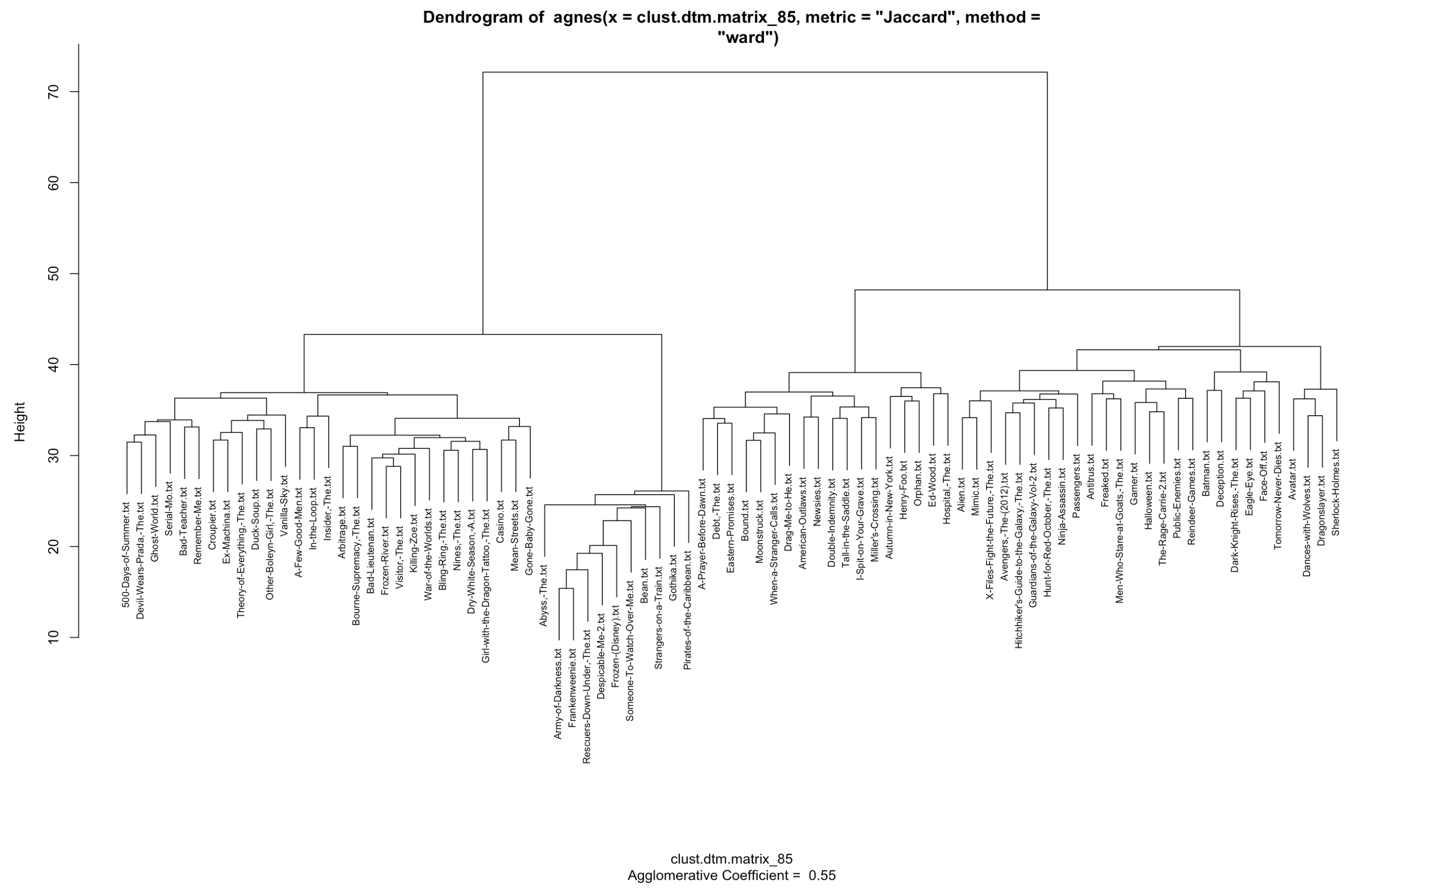 Dendrogram of  agnes(x = clust.dtm.matrix_85, metric = "Jaccard", method =
"ward")
Height
70
60
50
40
30
20
10
500-Days-of-Summer.txt
Devil-Wears-Prada,-The.txt
Ghost-World.txt
Serial-Mo.txt
Bad-Teacher.txt
Remember-Me.txt
Croupier.txt
Ex-Machina.txt
Theory-of-Everything,-The.txt
Duck-Soup.txt
Other-Boleyn-Girl,-The.txt
Vanilla-Sky.txt
A-Few-Good-Men.txt
In-the-Loop.txt
Insider,-The.txt
Arbitrage.txt
Bourne-Supremacy,-The.txt
Bad-Lieutenan.txt
Frozen-River.txt
Visitor,-The.txt
Killing-Zoe.txt
War-of-the-Worlds.txt
Bling-Ring,-The.txt
Nines,-The.txt
Dry-White-Season,-A.txt
Girl-with-the-Dragon-Tattoo,-The.txt
Casino.txt
Mean-Streets.txt
Gone-Baby-Gone.txt
Abyss,-The.txt
Army-of-Darkness.txt
Frankenweenie.txt
Rescuers-Down-Under,-The.txt
Despicable-Me-2.txt
Frozen-(Disney).txt
Someone-To-Watch-Over-Me.txt
Bean.txt
Strangers-on-a-Train.txt
Gothika.txt
Pirates-of-the-Caribbean.txt
A-Prayer-Before-Dawn.txt
Debt,-The.txt
Eastern-Promises.txt
Bound.txt
Moonstruck.txt
When-a-Stranger-Calls.txt
Drag-Me-to-He.txt
American-Outlaws.txt
Newsies.txt
Double-Indemnity.txt
Tall-in-the-Saddle.txt
I-Spit-on-Your-Grave.txt
Miller's-Crossing.txt
Autumn-in-New-York.txt
Henry-Foo.txt
Orphan.txt
Ed-Wood.txt
Hospital,-The.txt
Alien.txt
Mimic.txt
X-Files-Fight-the-Future,-The.txt
Avengers,-The-(2012).txt
Hitchhiker's-Guide-to-the-Galaxy,-The.txt
Guardians-of-the-Galaxy-Vol-2.txt
Hunt-for-Red-October,-The.txt
Ninja-Assassin.txt
Passengers.txt
Antitrus.txt
Freaked.txt
Men-Who-Stare-at-Goats,-The.txt
Gamer.txt
Halloween.txt
The-Rage-Carrie-2.txt
Public-Enemies.txt
Reindeer-Games.txt
Batman.txt
Deception.txt
Dark-Knight-Rises,-The.txt
Eagle-Eye.txt
Face-Off.txt
Tomorrow-Never-Dies.txt
Avatar.txt
Dances-with-Wolves.txt
Dragonslayer.txt
Sherlock-Holmes.txt
clust.dtm.matrix_85
Agglomerative Coefficient =  0.55